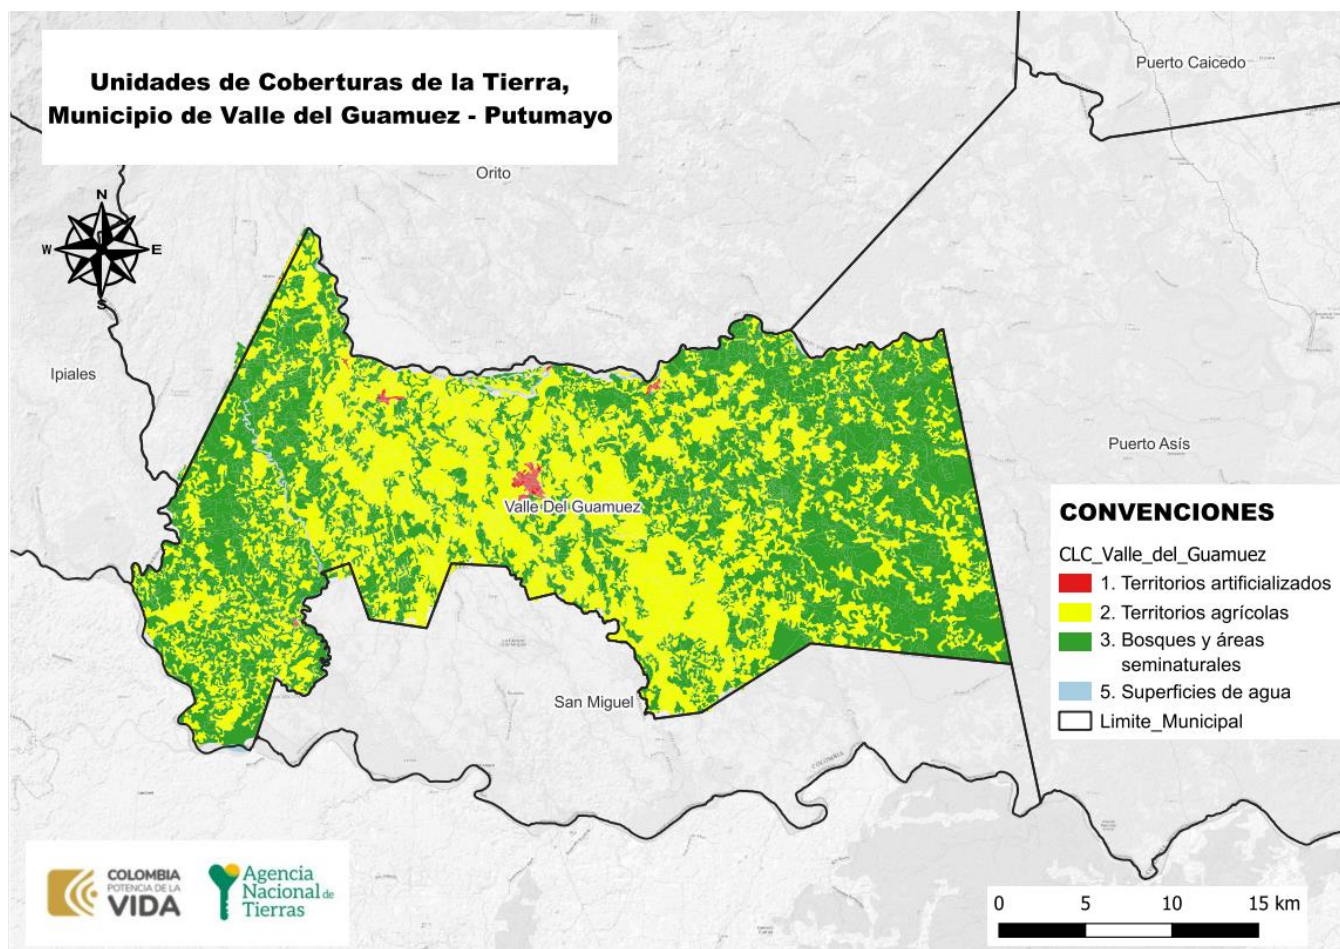 Unidades de Coberturas de la Tierra,
Municipio de Valle del Guamuez - Putumayo
Puerto Caicedo
Orito
N
W
E
S
Ipiales
Puerto Asís
Valle Del Guamuez
San Miguel
COLOMBIA
CONVENCIONES
CLC_Valle_del_Guamuez
1. Territorios artificializados
2. Territorios agrícolas
3. Bosques y áreas
seminaturales
5. Superficies de agua
Limite_Municipal
COLOMBIA
POTENCIA DE LA
VIDA
Agencia
Nacional de
Tierras
0 5 10 15 km